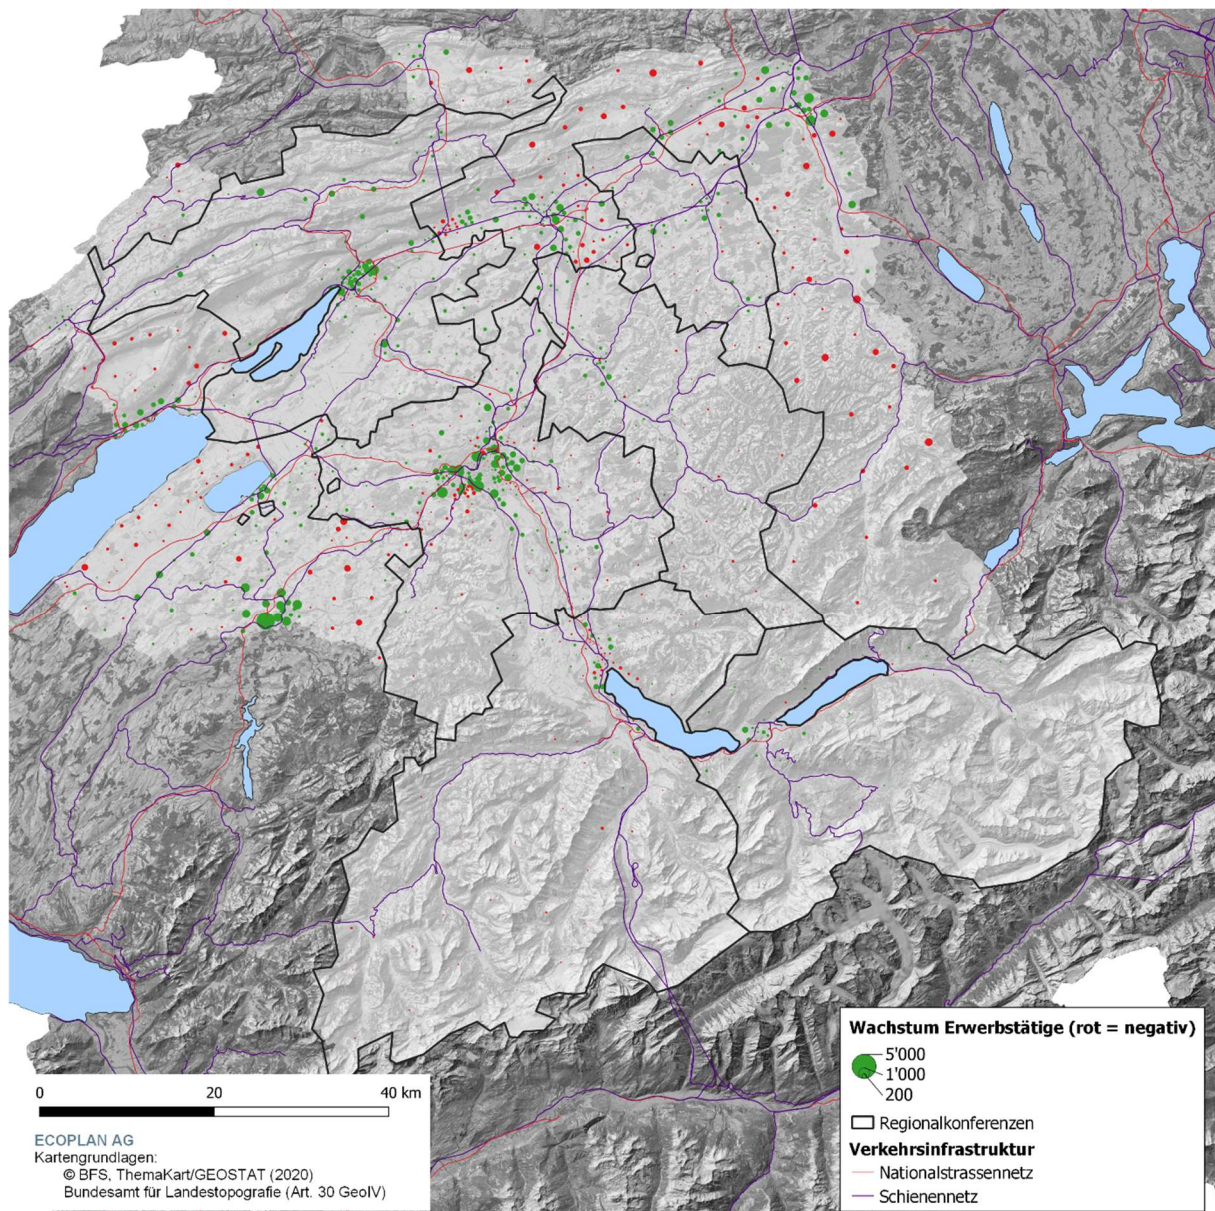 Wachstum Erwerbstätige (rot = negativ)
5'000
1'000
200
Regionalkonferenzen
Verkehrsinfrastruktur
Nationalstrassennetz
Schienennetz
0 20 40 km
ECOPLAN AG
Kartengrundlagen:
© BFS, ThemaKart/GEOSTAT (2020)
Bundesamt für Landestopografie (Art. 30 GeoIV)